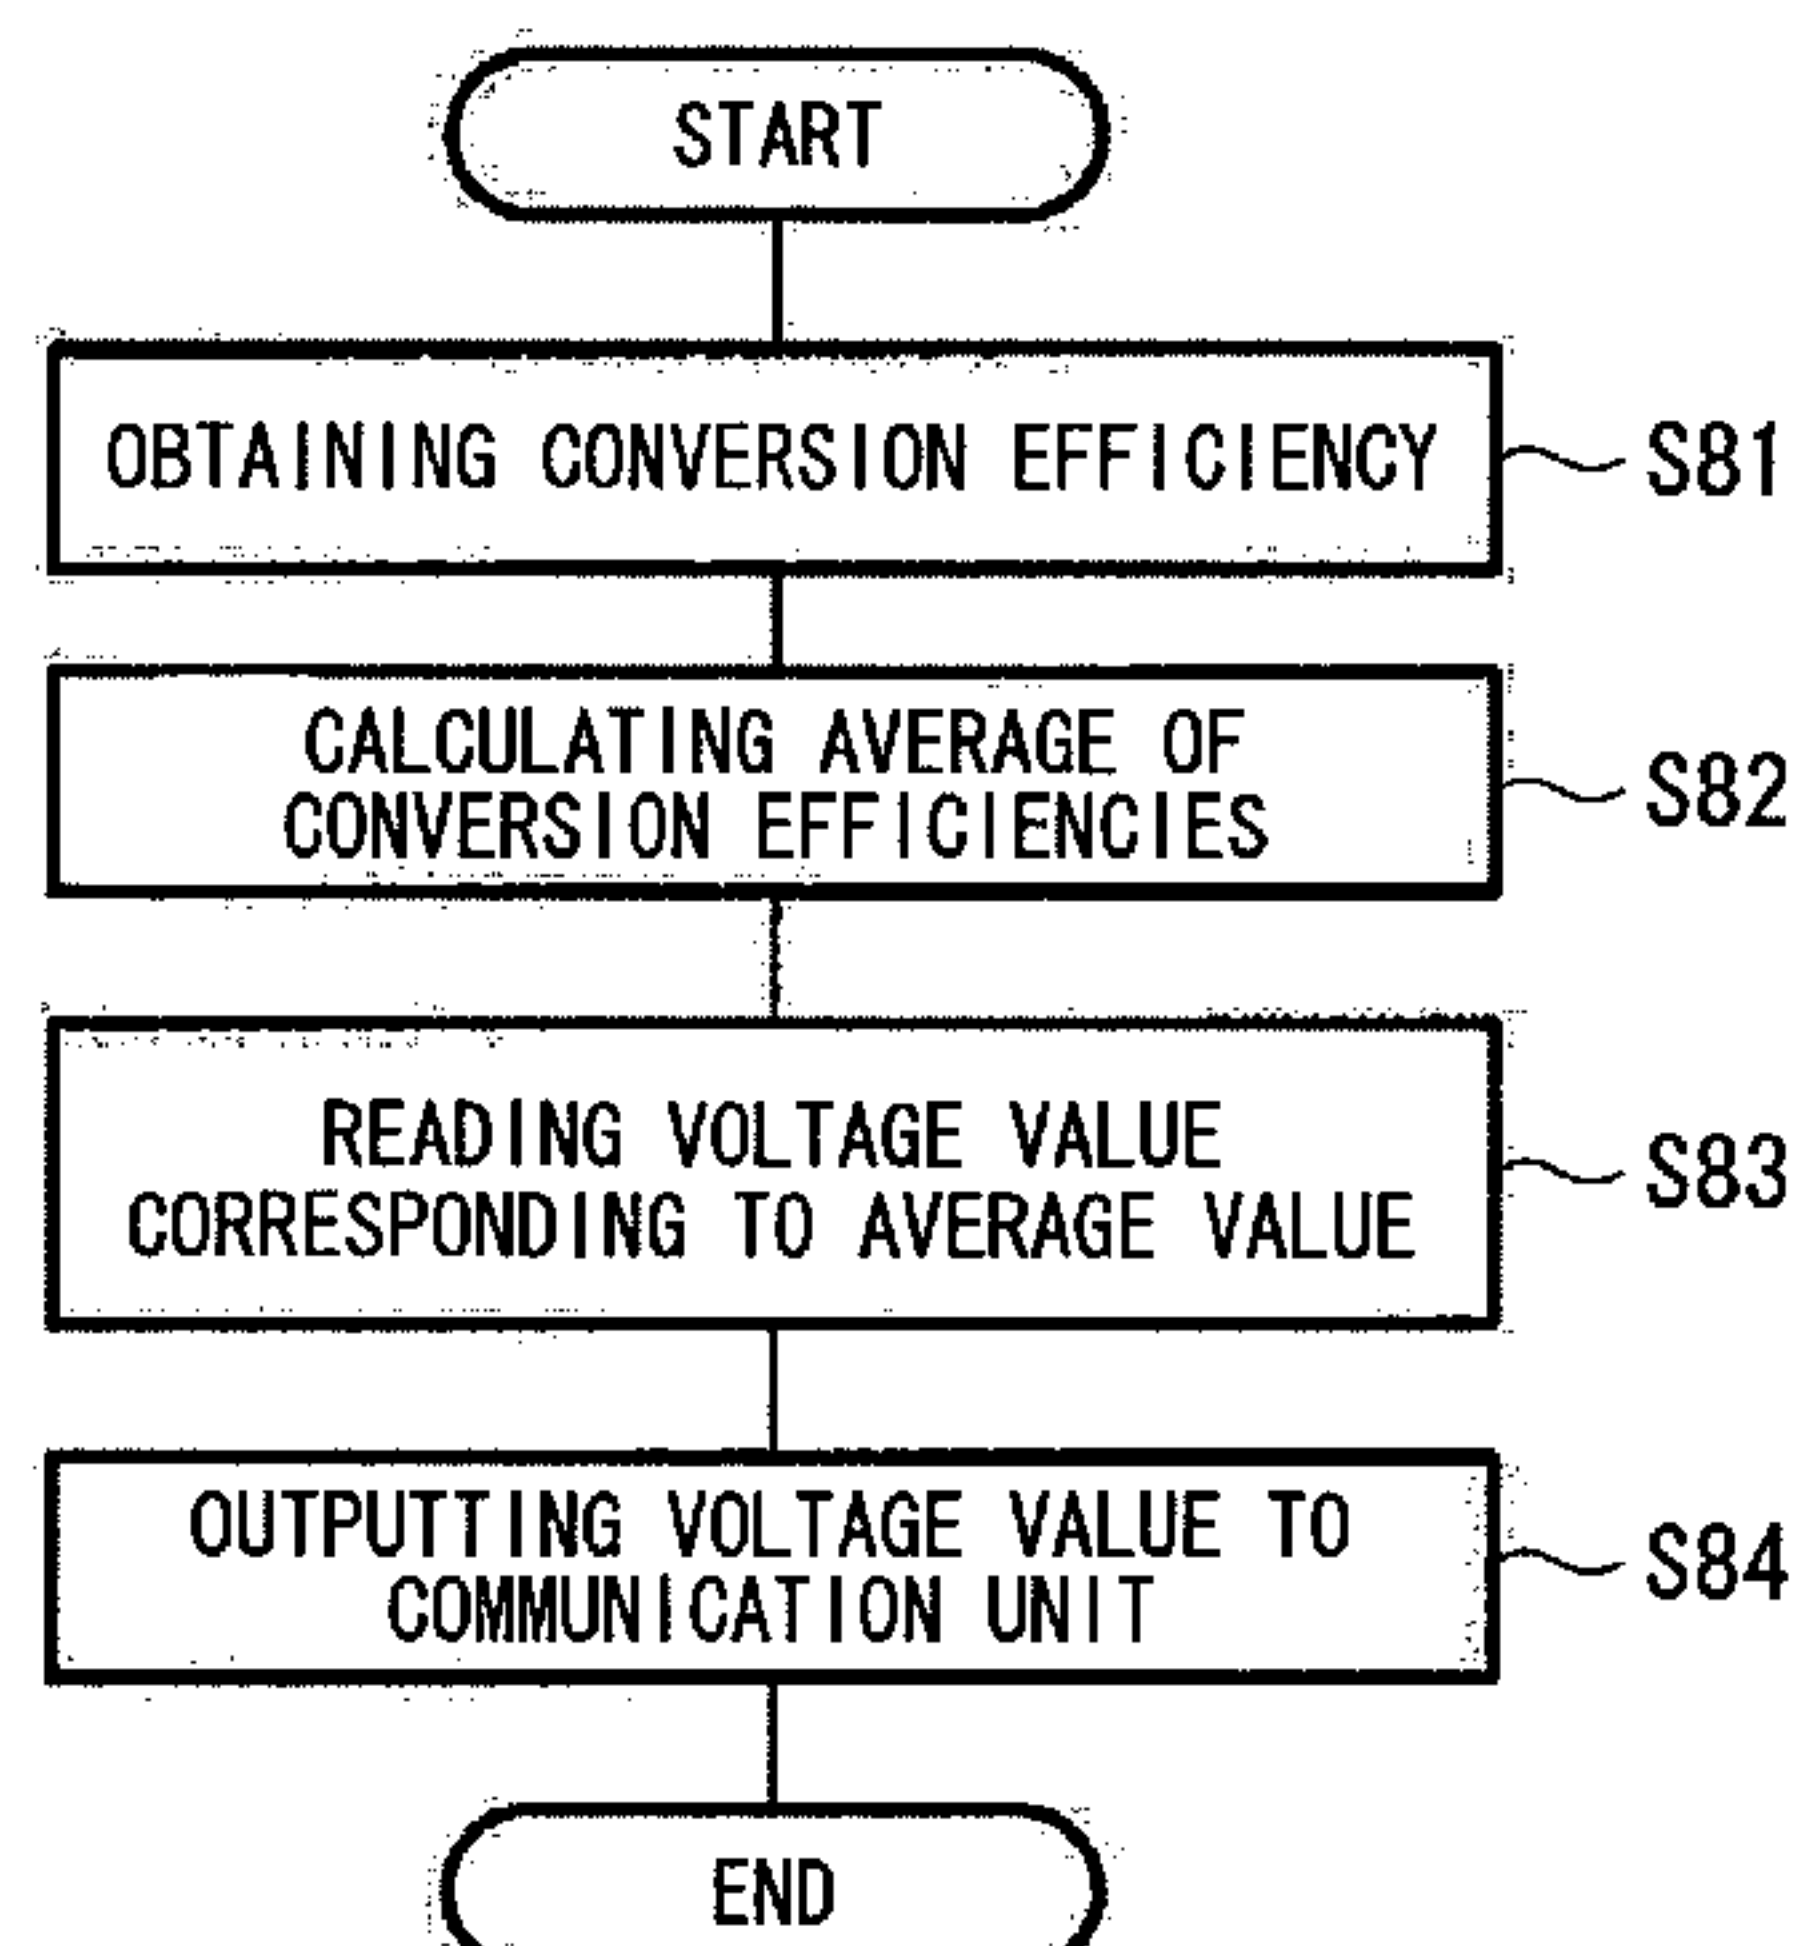 START
OBTAINING CONVERSION EFFICIENCY
S81
CALCULATING AVERAGE OF
CONVERSION EFFICIENCIES
S82
READING VOLTAGE VALUE
CORRESPONDING TO AVERAGE VALUE
S83
OUTPUTTING VOLTAGE VALUE TO
COMMUNICATION UNIT
S84
END